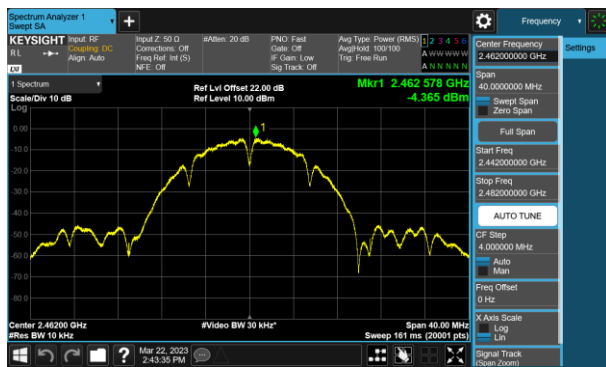 Spectrum Analyzer 1
Swept SA
+
Frequency
KEYSIGHT
RL
Input: RF
Coupling: DC
Align: Auto
Input Z: 50 Ω
Corrections: Off
Freq Ref: Int (S)
NFE: Off
#Atten: 20 dB
PNO: Fast
Gate: Off
IF Gain: Low
Sig Track: Off
Avg Type: Power (RMS)
Avg|Hold: 100/100
Trig: Free Run
1 2 3 4 5 6
A W W W W W
A N N N N N
1 Spectrum
Scale/Div 10 dB
Log
Ref Lvl Offset 22.00 dB
Ref Level 10.00 dBm
Mkr1 2.462 578 GHz
-4.365 dBm
1
0.00
-10.0
-20.0
-30.0
-40.0
-50.0
-60.0
-70.0
-80.0
Center 2.46200 GHz
#Res BW 10 kHz
#Video BW 30 kHz*
Span 40.00 MHz
Sweep 161 ms (20001 pts)
Center Frequency
2.462000000 GHz
Settings
Span
40.0000000 MHz
Swept Span
Zero Span
Full Span
Start Freq
2.442000000 GHz
Stop Freq
2.482000000 GHz
AUTO TUNE
CF Step
4.000000 MHz
Auto
Man
Freq Offset
0 Hz
X Axis Scale
Log
Lin
Signal Track
(Span Zoom)
?
Mar 22, 2023
2:43:35 PM